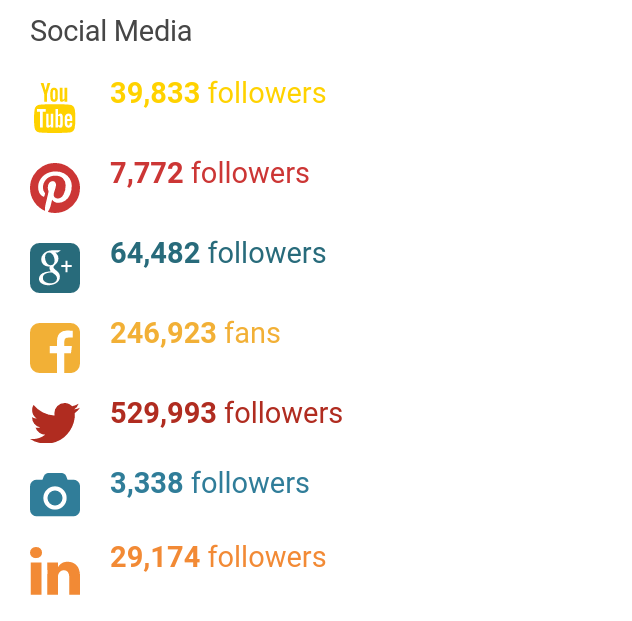 Social Media
You
Tube
39,833 followers
7,772 followers
g+
64,482 followers
f
246,923 fans
529,993 followers
3,338 followers
in
29,174 followers